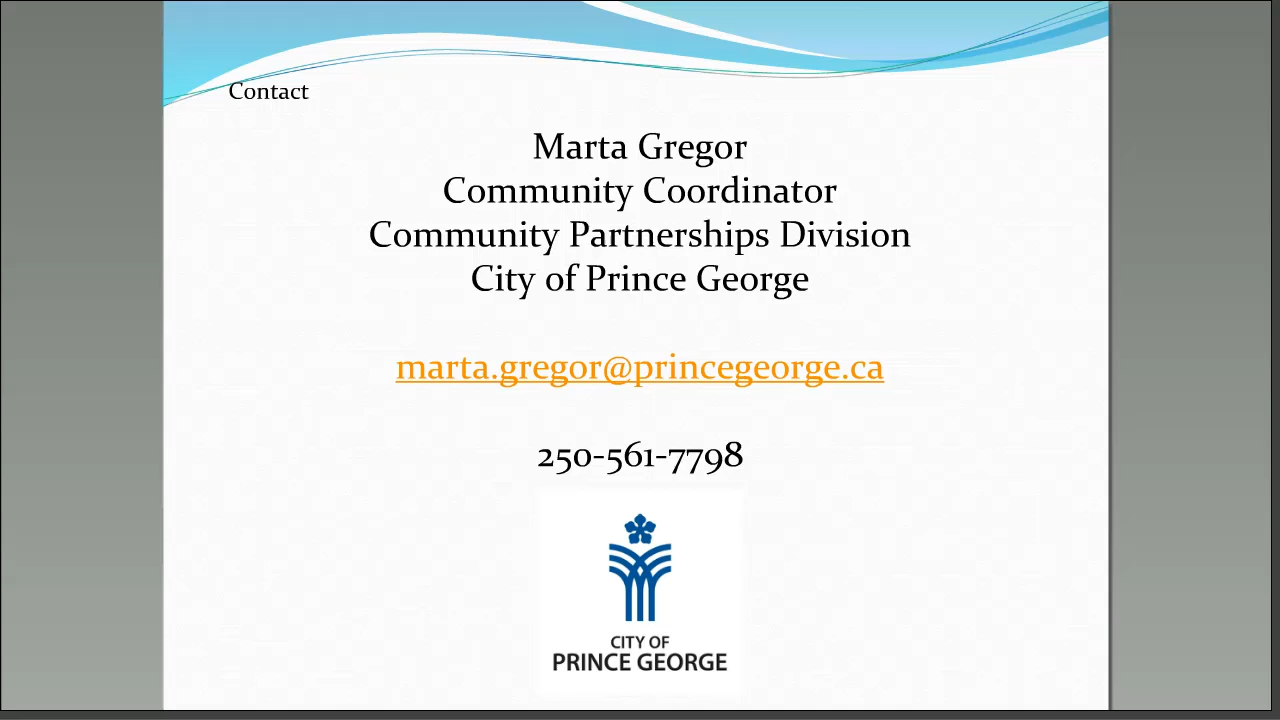 Contact
Marta Gregor
Community Coordinator
Community Partnerships Division
City of Prince George
marta.gregor@princegeorge.ca
250-561-7798
CITY OF
PRINCE GEORGE